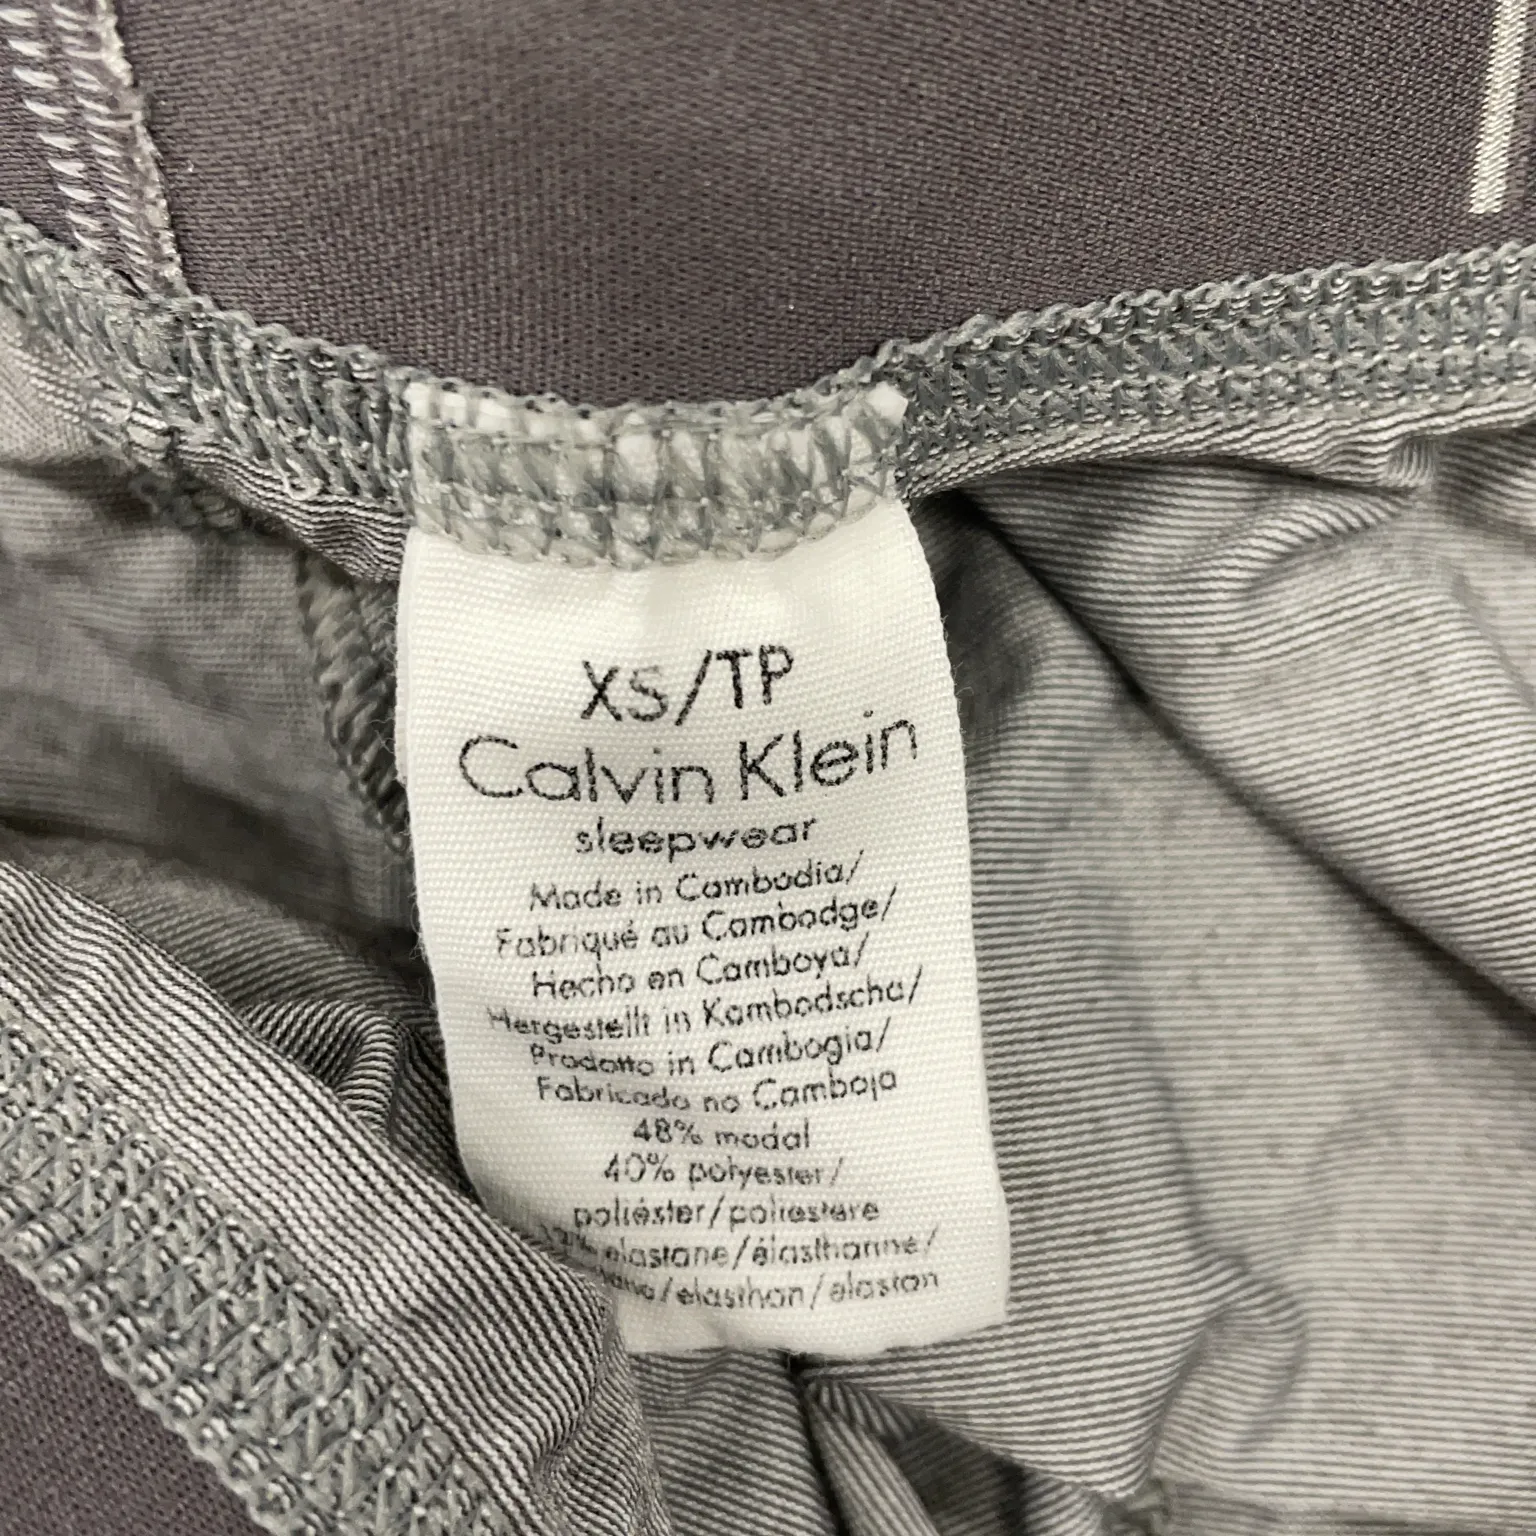 XS/TP
Calvin Klein
sleepwear
Made in Cambodia/
Fabriqué au Cambodge/
Hecho en Camboya/
Hergestellt in Kambodscha/
Prodotto in Cambogia/
Fabricado no Camboja
48% modal
40% polyester/
poliéster/poliestere
elastane/élasthanne/
/elasthan/elastan